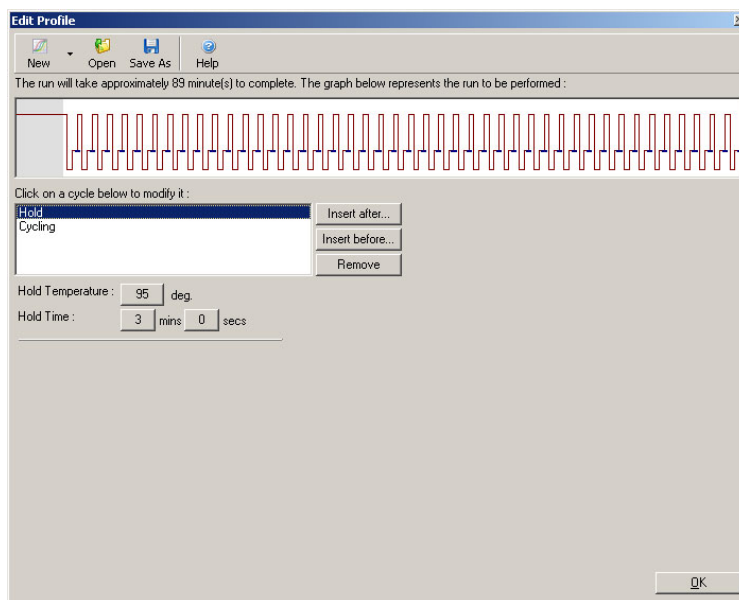 Edit Profile
New Open Save As Help
The run will take approximately 89 minute(s) to complete. The graph below represents the run to be performed :
Click on a cycle below to modify it :
Hold
Cycling
Insert after...
Insert before...
Remove
Hold Temperature : 95 deg.
Hold Time : 3 mins 0 secs
OK